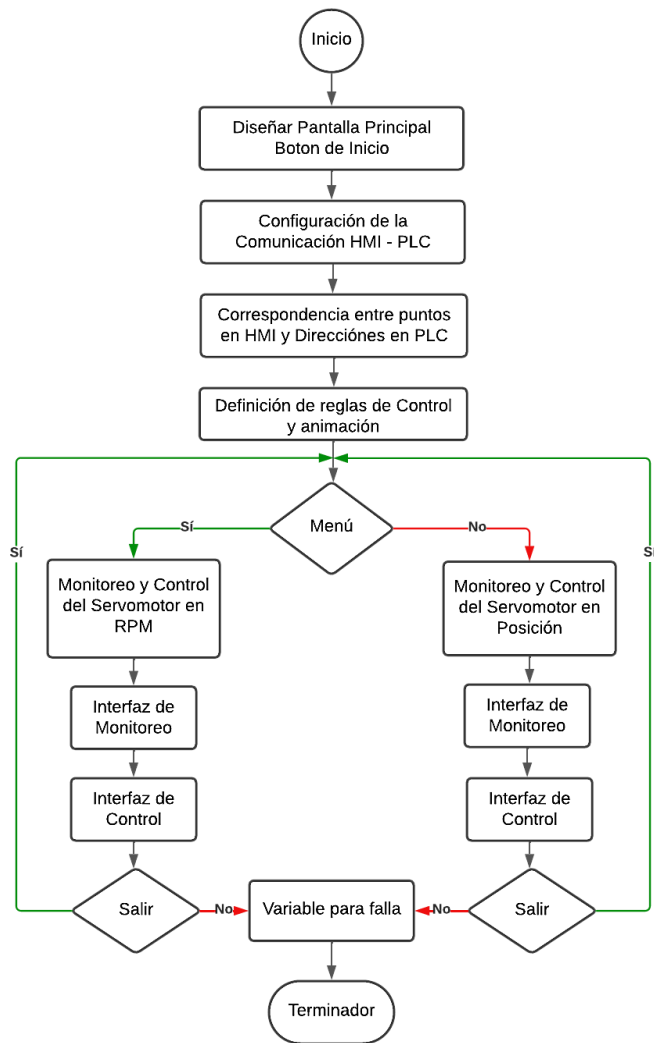 Inicio
Diseñar Pantalla Principal
Boton de Inicio
Configuración de la
Comunicación HMI - PLC
Correspondencia entre puntos
en HMI y Direcciónes en PLC
Definición de reglas de Control
y animación
Menú
Sí
No
Sí
Sí
Monitoreo y Control
del Servomotor en
RPM
Monitoreo y Control
del Servomotor en
Posición
Interfaz de
Monitoreo
Interfaz de
Monitoreo
Interfaz de
Control
Interfaz de
Control
Salir
No
Variable para falla
No
Salir
Terminador